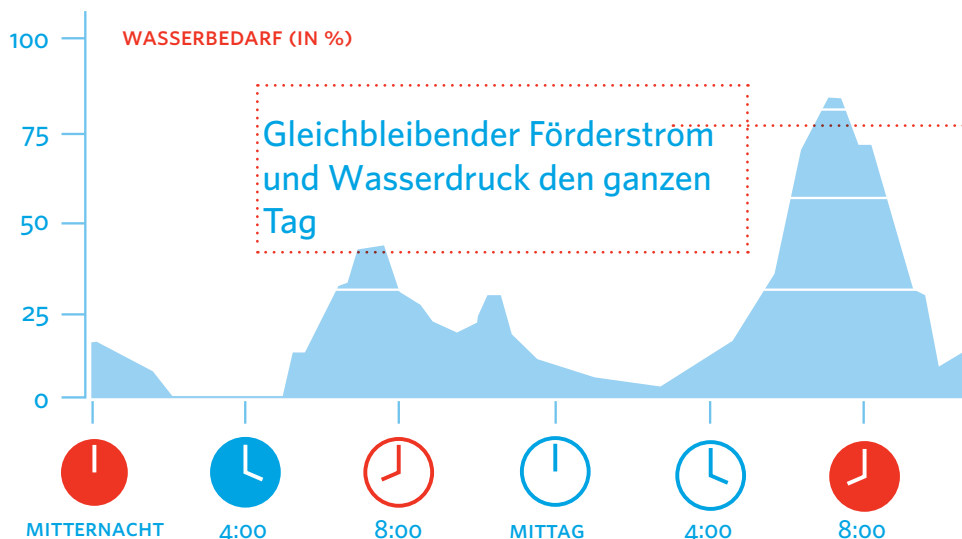 100
WASSERBEDARF (IN %)
Gleichbleibender Förderstrom
75
und Wasserdruck den ganzen
Tag
50
25
0
MITTERNACHT 4:00 8:00 MITTAG 4:00 8:00